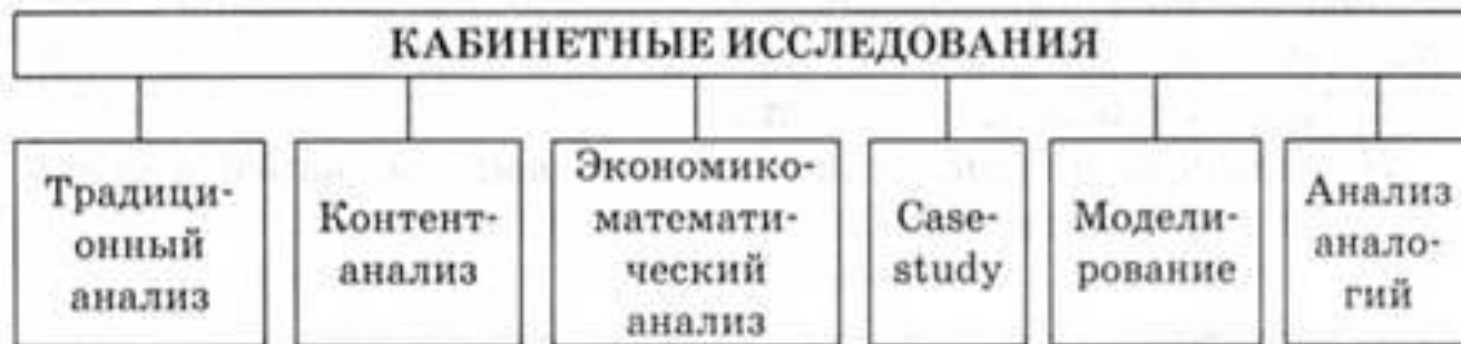 КАБИНЕТНЫЕ ИССЛЕДОВАНИЯ
Традици-
онный
анализ
Контент-
анализ
Экономико-
математи-
ческий
анализ
Case-
study
Модели-
рование
Анализ
анало-
гий